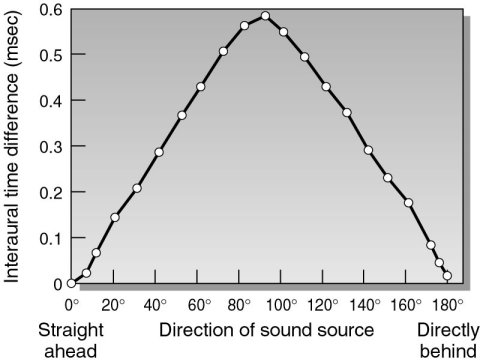 Interaural time difference (msec)
0.6
0.5
0.4
0.3
0.2
0.1
0
0° 20° 40° 60° 80° 100° 120° 140° 160° 180°
Straight ahead
Direction of sound source
Directly behind